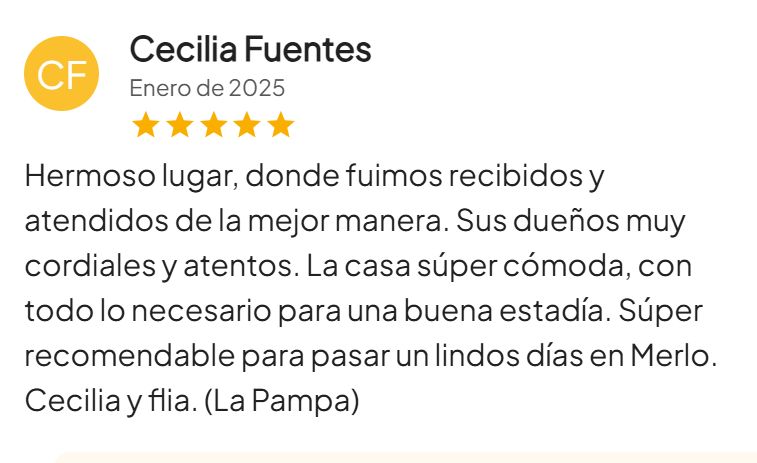 CF
Cecilia Fuentes
Enero de 2025
Hermoso lugar, donde fuimos recibidos y
atendidos de la mejor manera. Sus dueños muy
cordiales y atentos. La casa súper cómoda, con
todo lo necesario para una buena estadía. Súper
recomendable para pasar un lindos días en Merlo.
Cecilia y flia. (La Pampa)